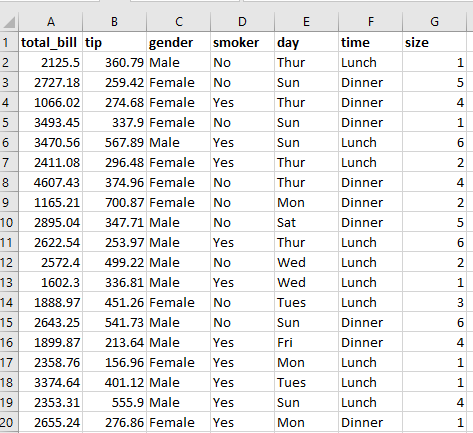 A B C D E F G
1 total_bill tip gender smoker day time size
2 2125.5 360.79 Male No Thur Lunch 1
3 2727.18 259.42 Female No Sun Dinner 5
4 1066.02 274.68 Female Yes Thur Dinner 4
5 3493.45 337.9 Female No Sun Dinner 1
6 3470.56 567.89 Male Yes Sun Lunch 6
7 2411.08 296.48 Female Yes Thur Lunch 2
8 4607.43 374.96 Female No Thur Dinner 4
9 1165.21 700.87 Female No Mon Dinner 2
10 2895.04 347.71 Male No Sat Dinner 5
11 2622.54 253.97 Male Yes Thur Lunch 6
12 2572.4 499.22 Male No Wed Lunch 2
13 1602.3 336.81 Male Yes Wed Lunch 1
14 1888.97 451.26 Female No Tues Lunch 3
15 2643.25 541.73 Male No Sun Dinner 6
16 1899.87 213.64 Male Yes Fri Dinner 4
17 2358.76 156.96 Female Yes Mon Lunch 1
18 3374.64 401.12 Male Yes Tues Lunch 1
19 2353.31 555.9 Male Yes Sun Lunch 4
20 2655.24 276.86 Female Yes Mon Dinner 1